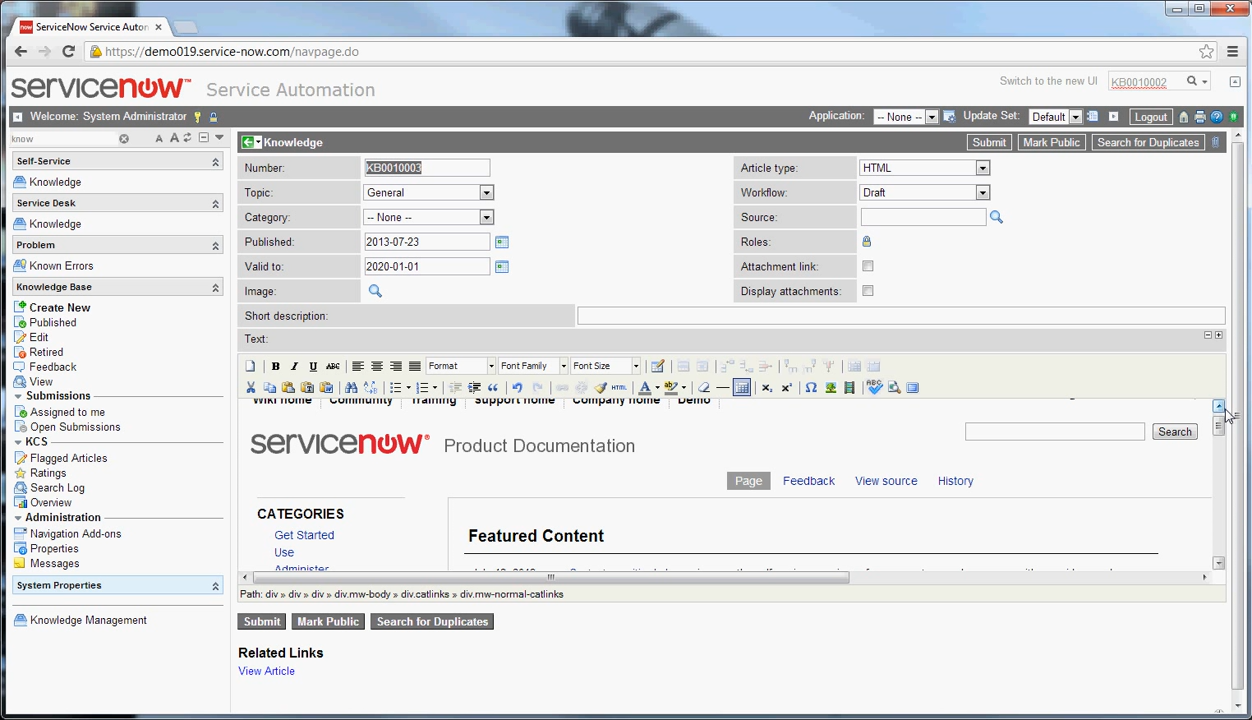 ServiceNow Service Auton
https://demo019.service-now.com/navpage.do
servicenow™ Service Automation
Switch to the new UI KB0010002
Welcome: System Administrator
Application: -- None -- Update Set: Default Logout
know A A
Self-Service
Knowledge
Service Desk
Knowledge
Problem
Known Errors
Knowledge Base
Create New
Published
Edit
Retired
Feedback
View
Submissions
Assigned to me
Open Submissions
KCS
Flagged Articles
Ratings
Search Log
Overview
Administration
Navigation Add-ons
Properties
Messages
System Properties
Knowledge Management
Knowledge Submit Mark Public Search for Duplicates
Number: KB0010003 Article type: HTML
Topic: General Workflow: Draft
Category: -- None -- Source:
Published: 2013-07-23 Roles:
Valid to: 2020-01-01 Attachment link:
Image: Display attachments:
Short description:
Text:
B I U ABC Format Font Family Font Size
HTML A ab Ω ABC
Wiki home Community Training Support home Company home Demo
servicenow® Product Documentation Search
Page Feedback View source History
CATEGORIES
Get Started
Use
Administer
Featured Content
Path: div » div » div » div.mw-body » div.catlinks » div.mw-normal-catlinks
Submit Mark Public Search for Duplicates
Related Links
View Article